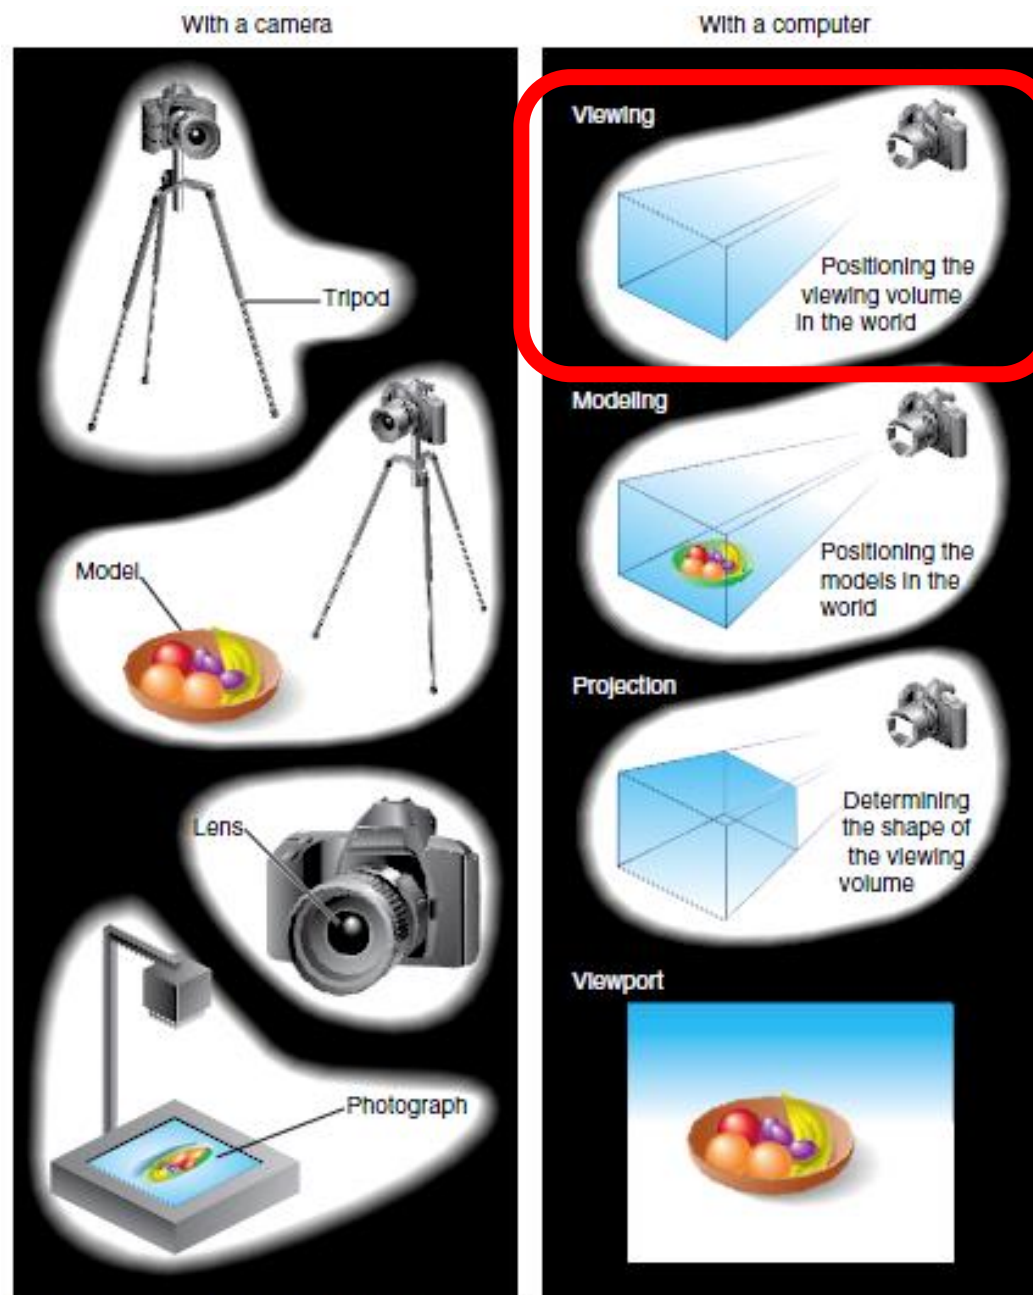 With a camera
With a computer
Tripod
Model
Lens
Photograph
Viewing
Positioning the
viewing volume
in the world
Modeling
Positioning the
models in the
world
Projection
Determining
the shape of
the viewing
volume
Viewport